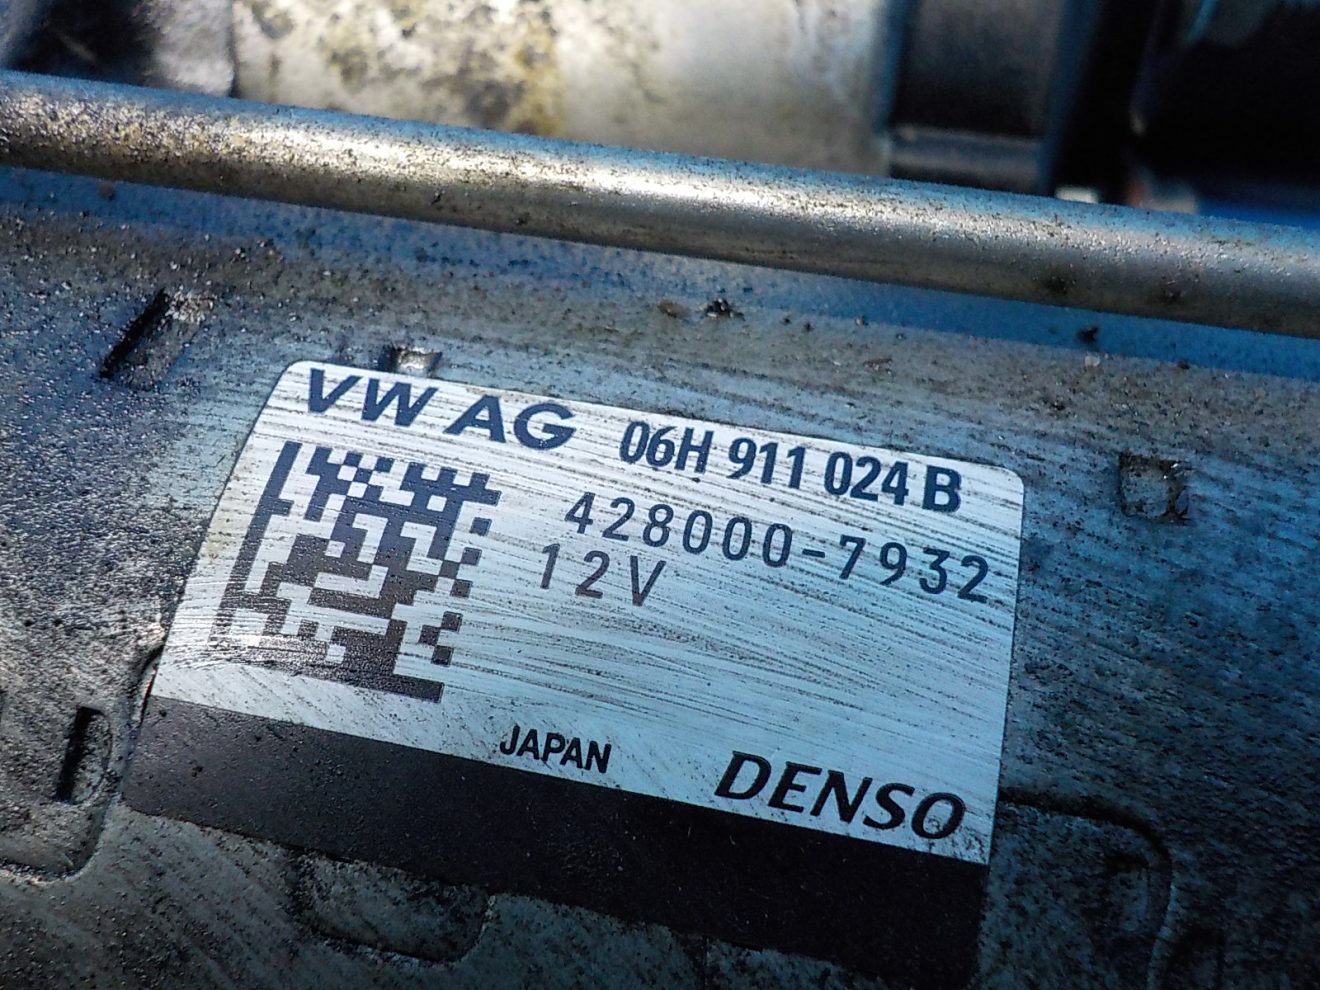 VW AG 06H 911 024 B
428000-7932
12V
JAPAN
DENSO